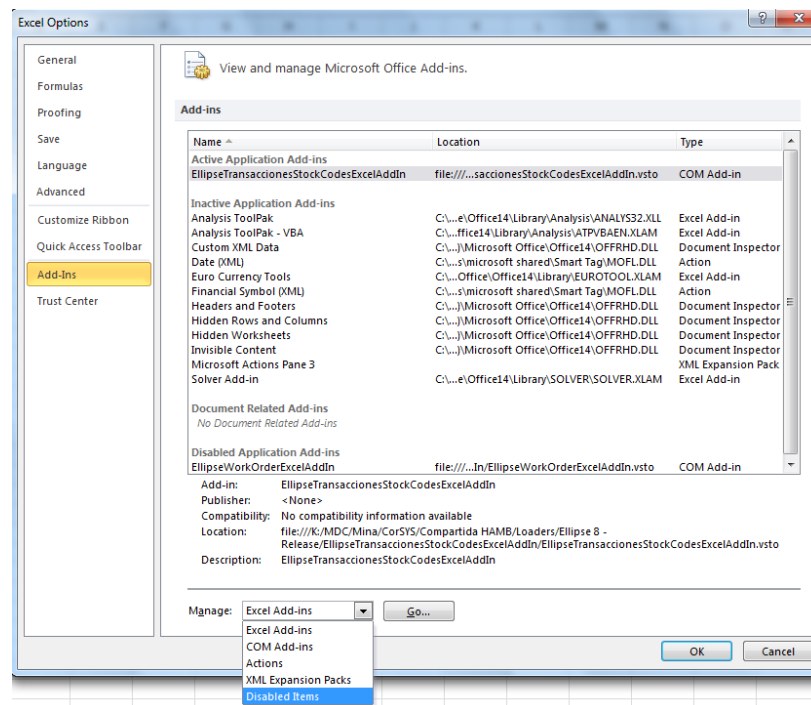 Excel Options
General
Formulas
Proofing
Save
Language
Advanced
Customize Ribbon
Quick Access Toolbar
Add-Ins
Trust Center
View and manage Microsoft Office Add-ins.
Add-ins
Name Location Type
Active Application Add-ins
EllipseTransaccionesStockCodesExcelAddIn file:///...saccionesStockCodesExcelAddIn.vsto COM Add-in
Inactive Application Add-ins
Analysis ToolPak C:\...e\Office14\Library\Analysis\ANALYS32.XLL Excel Add-in
Analysis ToolPak - VBA C:\...ffice14\Library\Analysis\ATPVBAEN.XLAM Excel Add-in
Custom XML Data C:\...)\Microsoft Office\Office14\OFFRHD.DLL Document Inspector
Date (XML) C:\...s\microsoft shared\Smart Tag\MOFL.DLL Action
Euro Currency Tools C:\...Office\Office14\Library\EUROTOOL.XLAM Excel Add-in
Financial Symbol (XML) C:\...s\microsoft shared\Smart Tag\MOFL.DLL Action
Headers and Footers C:\...)\Microsoft Office\Office14\OFFRHD.DLL Document Inspector
Hidden Rows and Columns C:\...)\Microsoft Office\Office14\OFFRHD.DLL Document Inspector
Hidden Worksheets C:\...)\Microsoft Office\Office14\OFFRHD.DLL Document Inspector
Invisible Content C:\...)\Microsoft Office\Office14\OFFRHD.DLL Document Inspector
Microsoft Actions Pane 3 XML Expansion Pack
Solver Add-in C:\...e\Office14\Library\SOLVER\SOLVER.XLAM Excel Add-in
Document Related Add-ins
No Document Related Add-ins
Disabled Application Add-ins
EllipseWorkOrderExcelAddIn file:///...In/EllipseWorkOrderExcelAddIn.vsto COM Add-in
Add-in: EllipseTransaccionesStockCodesExcelAddIn
Publisher: <None>
Compatibility: No compatibility information available
Location: file:///K:/MDC/Mina/CorSYS/Compartida HAMB/Loaders/Ellipse 8 -
Release/EllipseTransaccionesStockCodesExcelAddIn/EllipseTransaccionesStockCodesExcelAddIn.vsto
Description: EllipseTransaccionesStockCodesExcelAddIn
Manage: Excel Add-ins Go...
Excel Add-ins
COM Add-ins
Actions
XML Expansion Packs
Disabled Items
OK Cancel